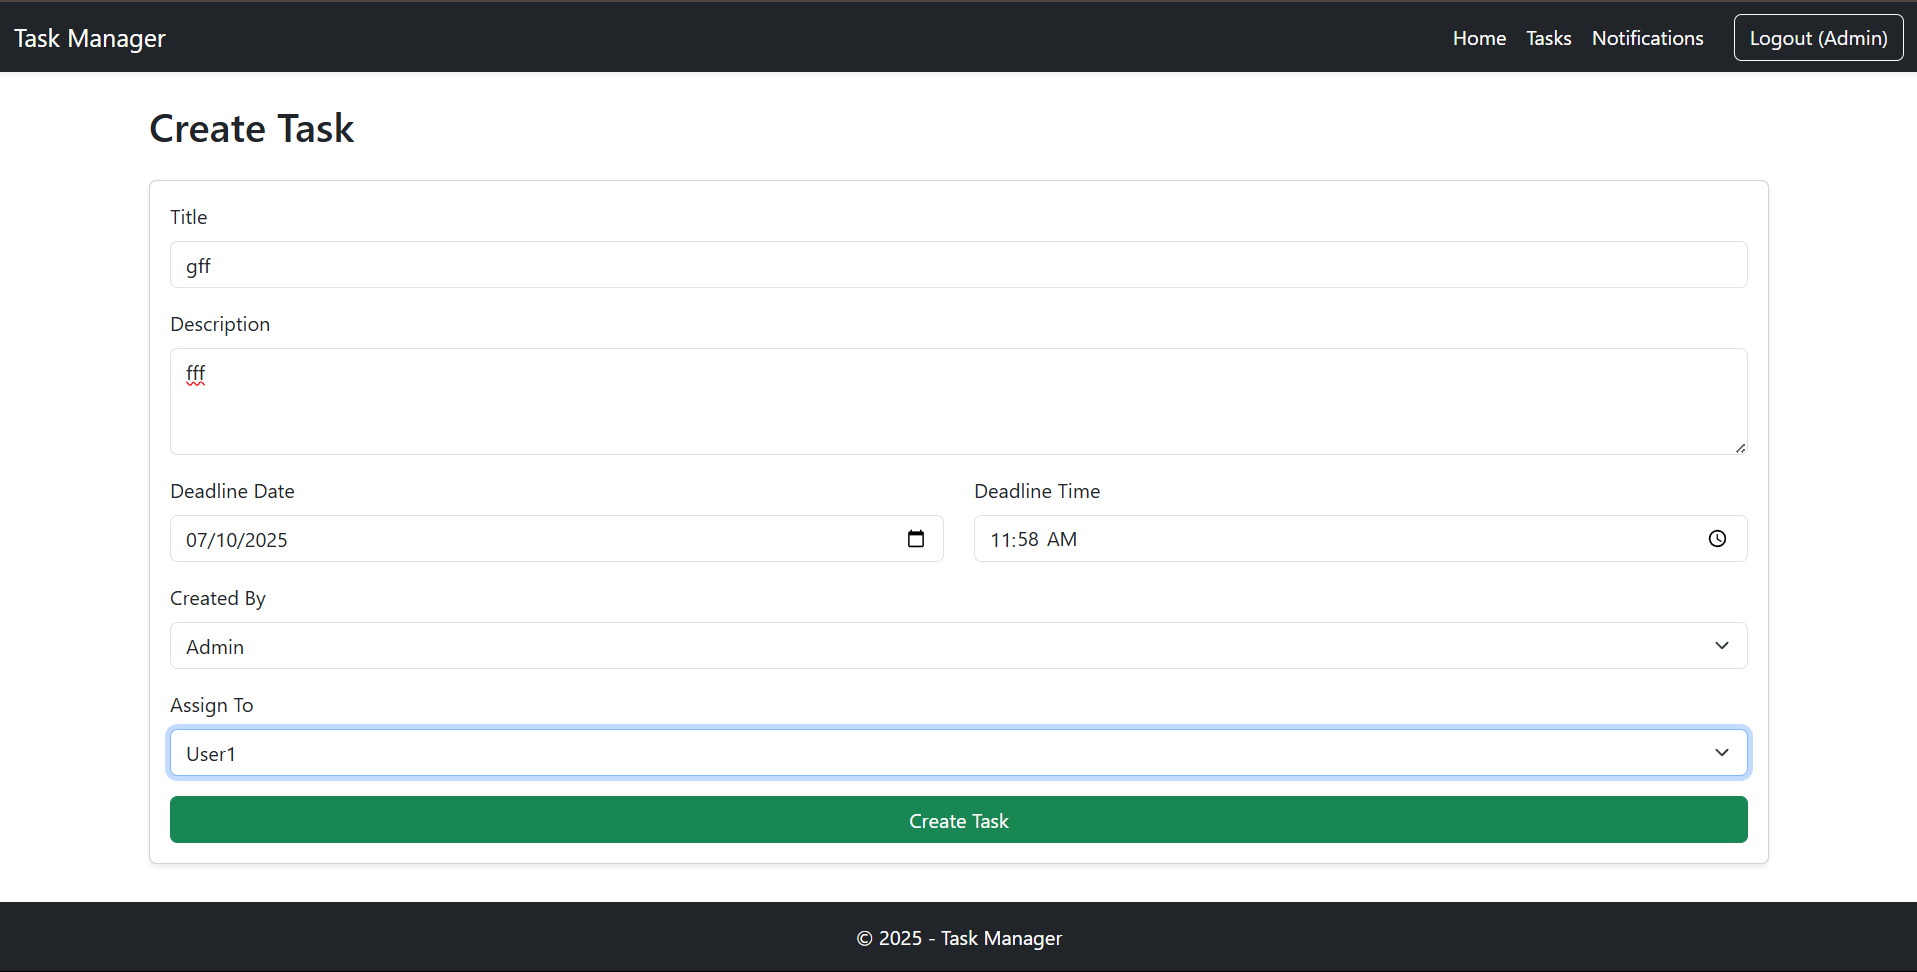 Task Manager
Home Tasks Notifications Logout (Admin)
Create Task
Title
gff
Description
fff
Deadline Date Deadline Time
07/10/2025 11:58 AM
Created By
Admin
Assign To
User1
Create Task
© 2025 - Task Manager